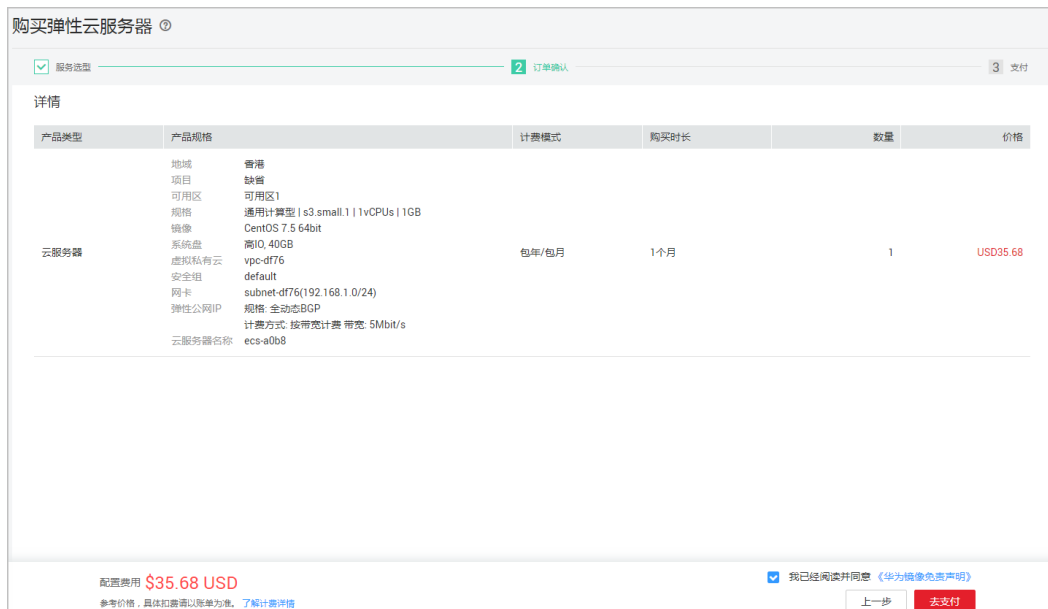 购买弹性云服务器 ?
服务选型 2 订单确认 3 支付
详情
产品类型 产品规格 计费模式 购买时长 数量 价格
地域 香港
项目 缺省
可用区 可用区1
规格 通用计算型 | s3.small.1 | 1vCPUs | 1GB
镜像 CentOS 7.5 64bit
系统盘 高IO, 40GB
云服务器 包年/包月 1个月 1 USD35.68
虚拟私有云 vpc-df76
安全组 default
网卡 subnet-df76(192.168.1.0/24)
弹性公网IP 规格: 全动态BGP
计费方式: 按带宽计费 带宽: 5Mbit/s
云服务器名称 ecs-a0b8
配置费用 $35.68 USD
参考价格，具体扣费请以账单为准。 了解计费详情
我已经阅读并同意 《华为镜像免责声明》
上一步 去支付